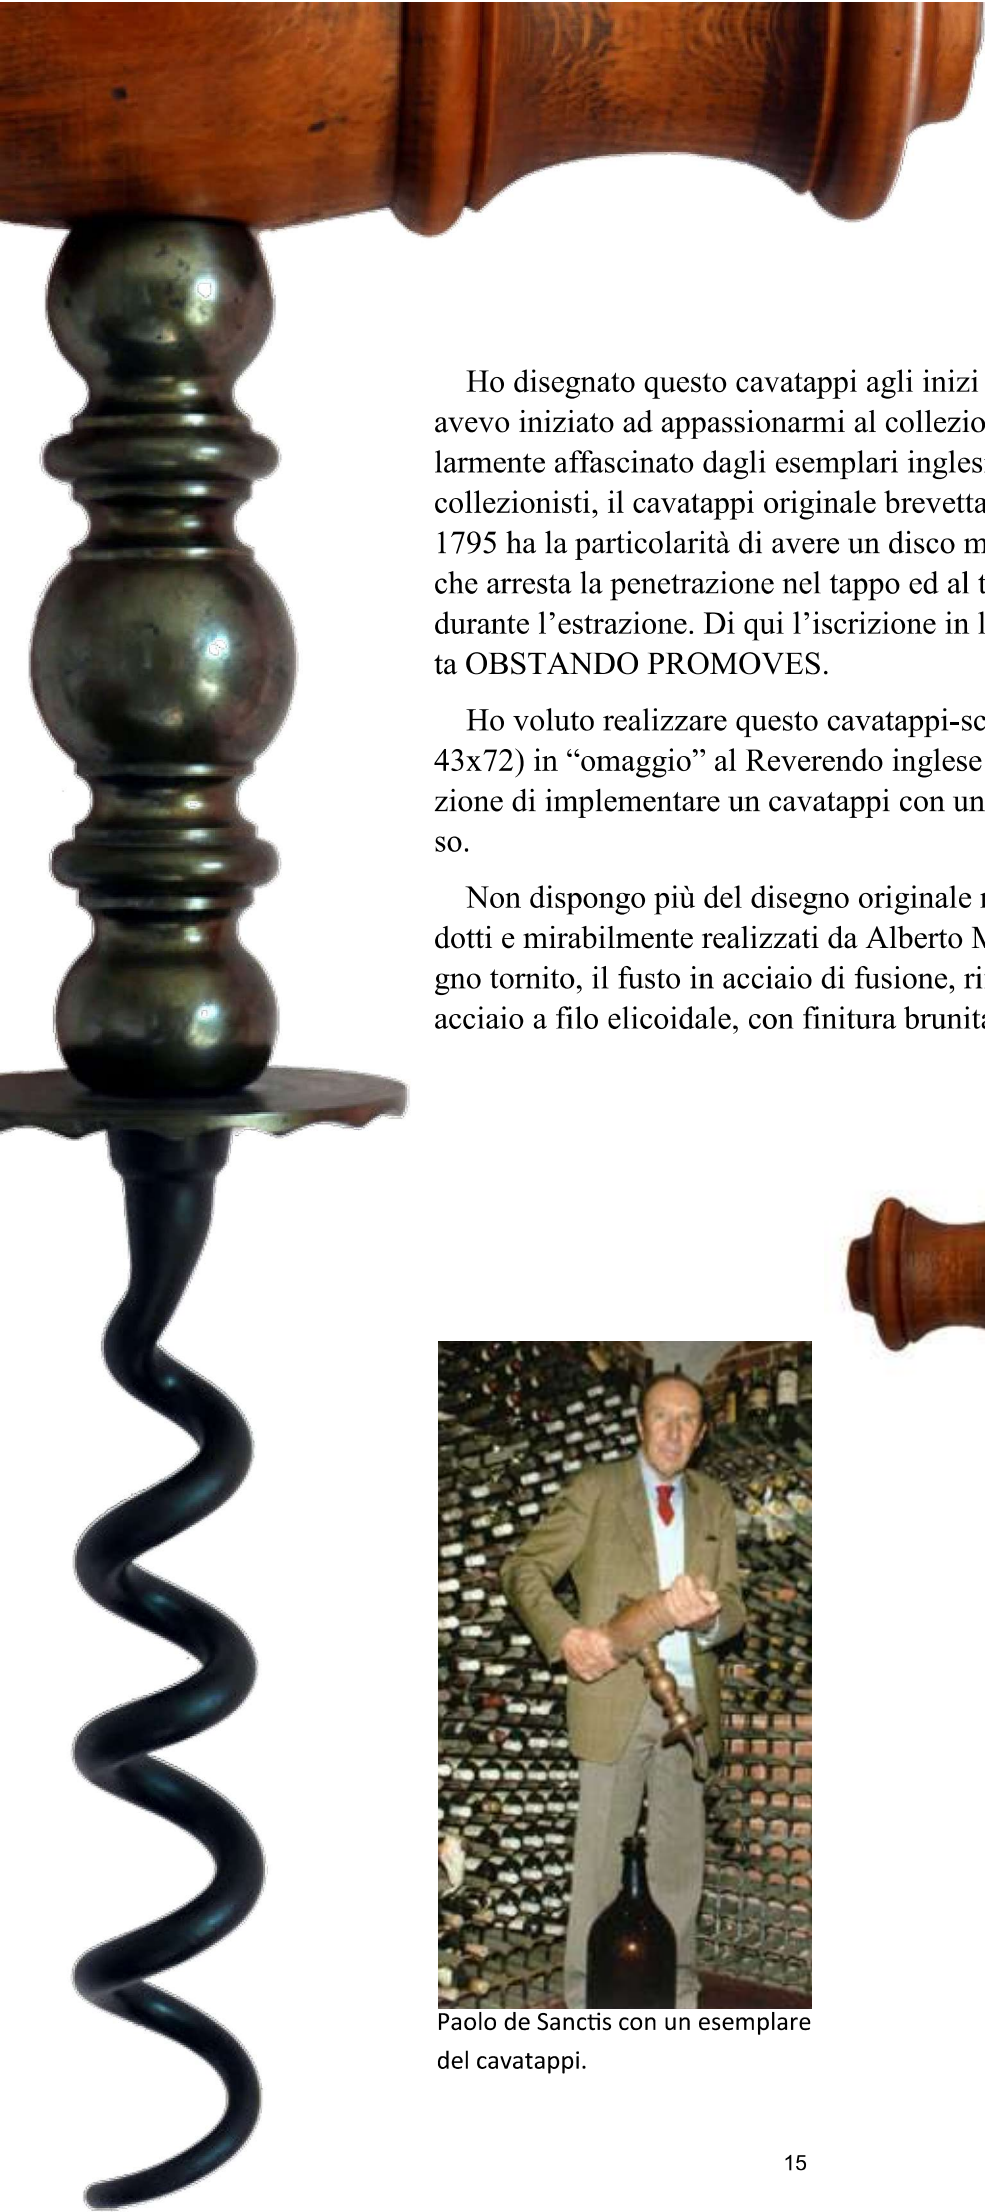 Ho disegnato questo cavatappi agli inizi
avevo iniziato ad appassionarmi al collezio
larmente affascinato dagli esemplari ingles
collezionisti, il cavatappi originale brevetta
1795 ha la particolarità di avere un disco m
che arresta la penetrazione nel tappo ed al t
durante l’estrazione. Di qui l’iscrizione in l
ta OBSTANDO PROMOVES.
Ho voluto realizzare questo cavatappi-sc
43x72) in “omaggio” al Reverendo inglese
zione di implementare un cavatappi con un
so.
Non dispongo più del disegno originale
dotti e mirabilmente realizzati da Alberto M
gno tornito, il fusto in acciaio di fusione, ri
acciaio a filo elicoidale, con finitura brunita
Paolo de Sanctis con un esemplare
del cavatappi.
15